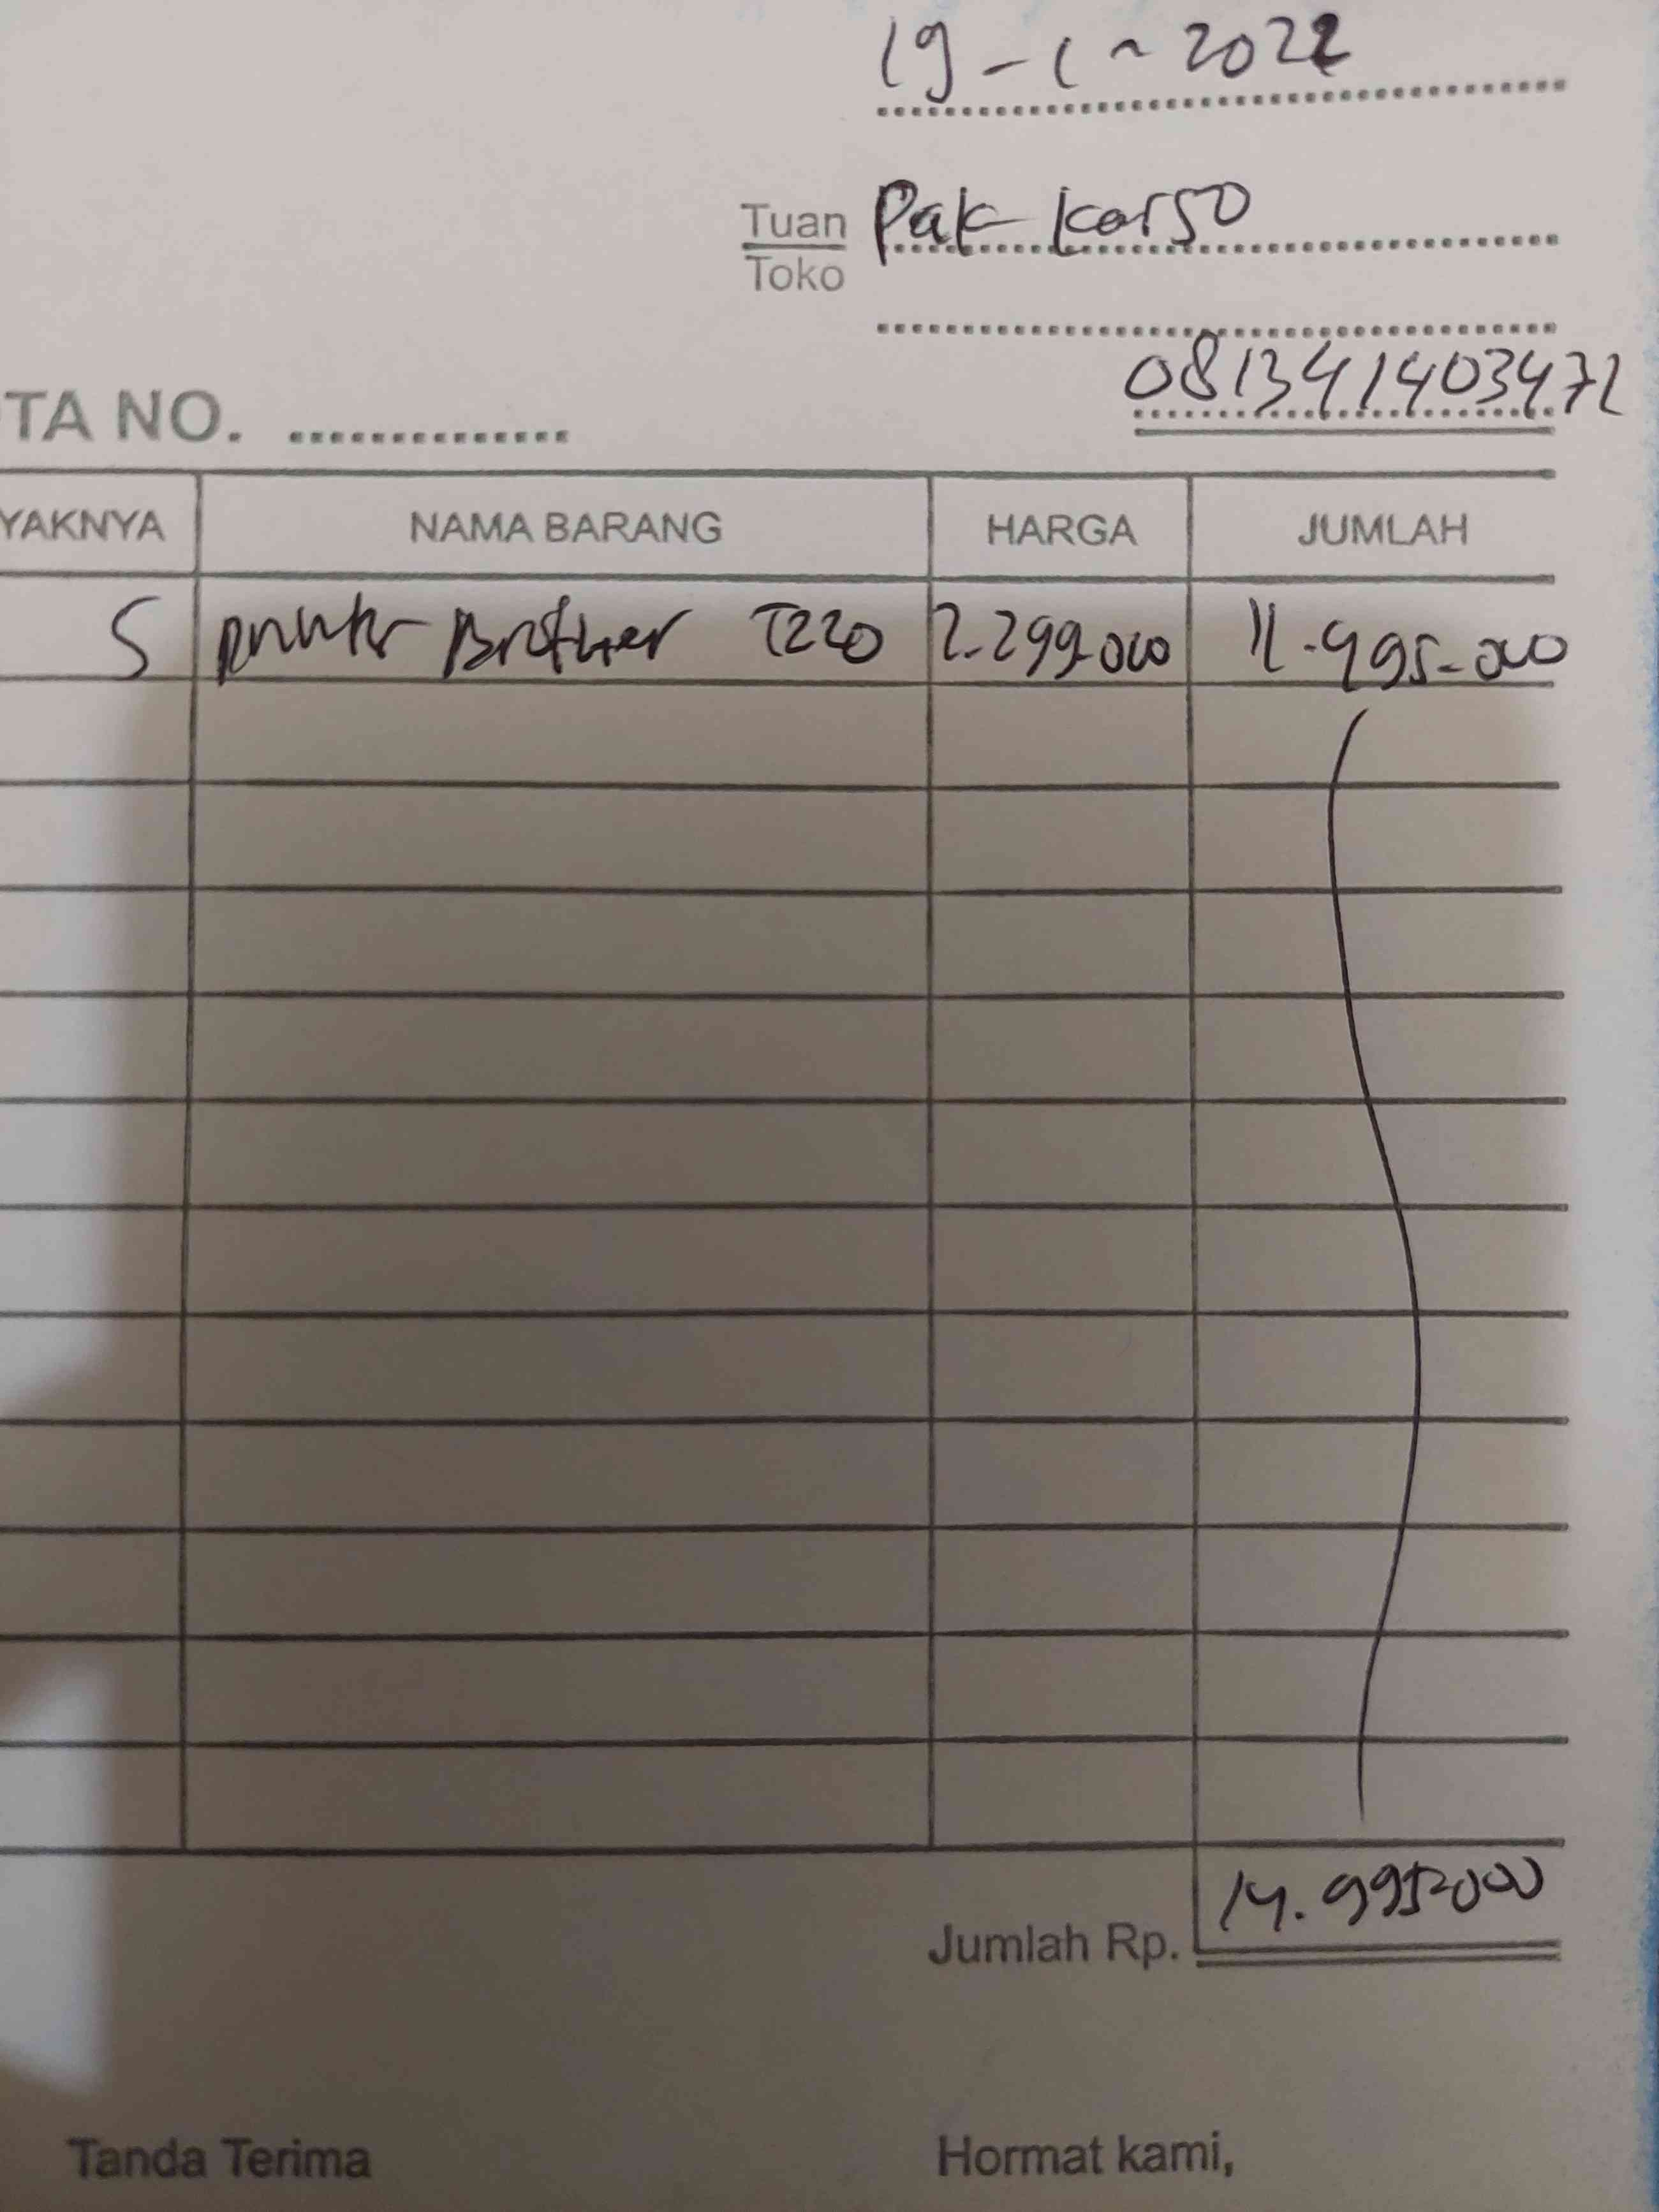 19-1-2022
Tuan Pak Karso
Toko
081341403472
TA NO. ..............
YAKNYA NAMA BARANG HARGA JUMLAH
5 printer Brother T220 2.299.000 11.495.000
Jumlah Rp. 14.995.000
Tanda Terima Hormat kami,